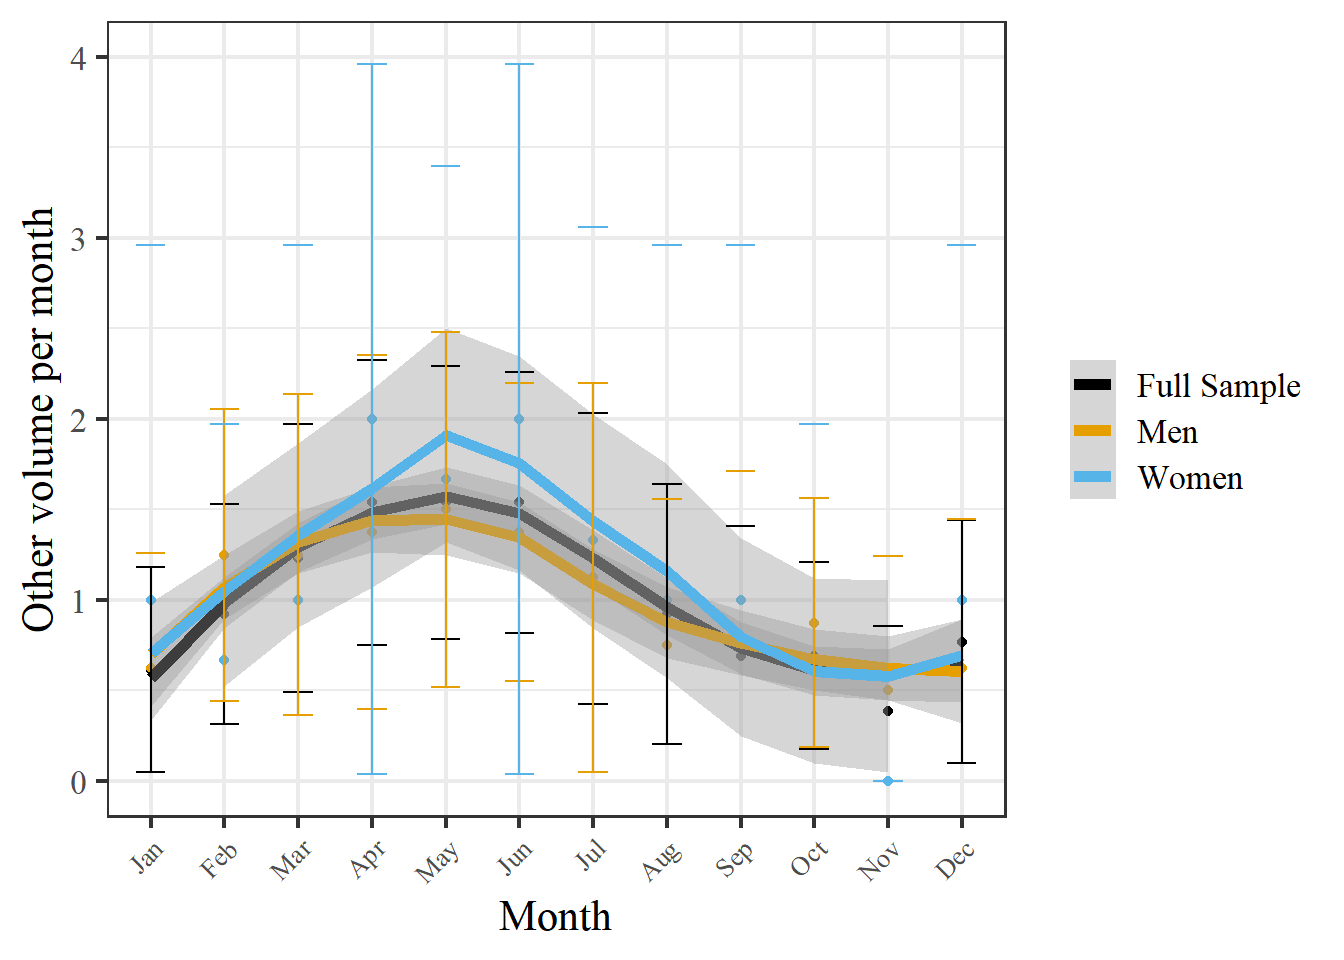 Other volume per month
4
3
2
1
0
Jan
Feb
Mar
Apr
May
Jun
Jul
Aug
Sep
Oct
Nov
Dec
Month
Full Sample
Men
Women